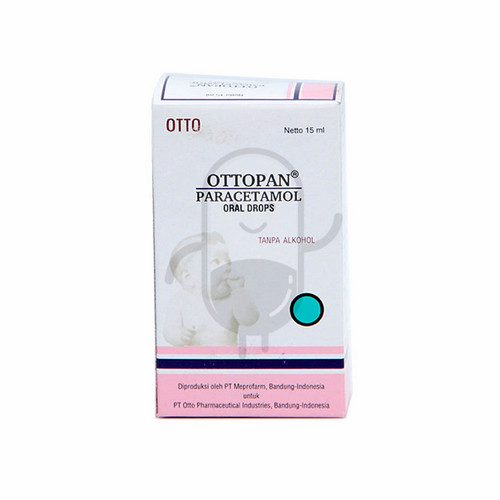 OTTO
Netto 15 ml
OTTOPAN®
PARACETAMOL
ORAL DROPS
TANPA ALKOHOL
Diproduksi oleh PT Meprofarm, Bandung-Indonesia
untuk
PT Otto Pharmaceutical Industries, Bandung-Indonesia